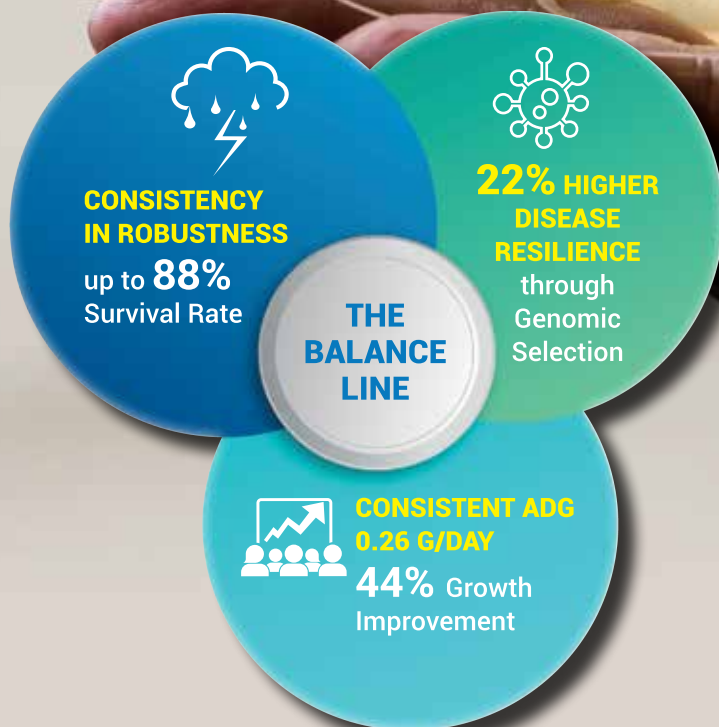 CONSISTENCY
IN ROBUSTNESS
up to 88%
Survival Rate
22% HIGHER
DISEASE
RESILIENCE
through
Genomic
Selection
THE
BALANCE
LINE
CONSISTENT ADG
0.26 G/DAY
44% Growth
Improvement